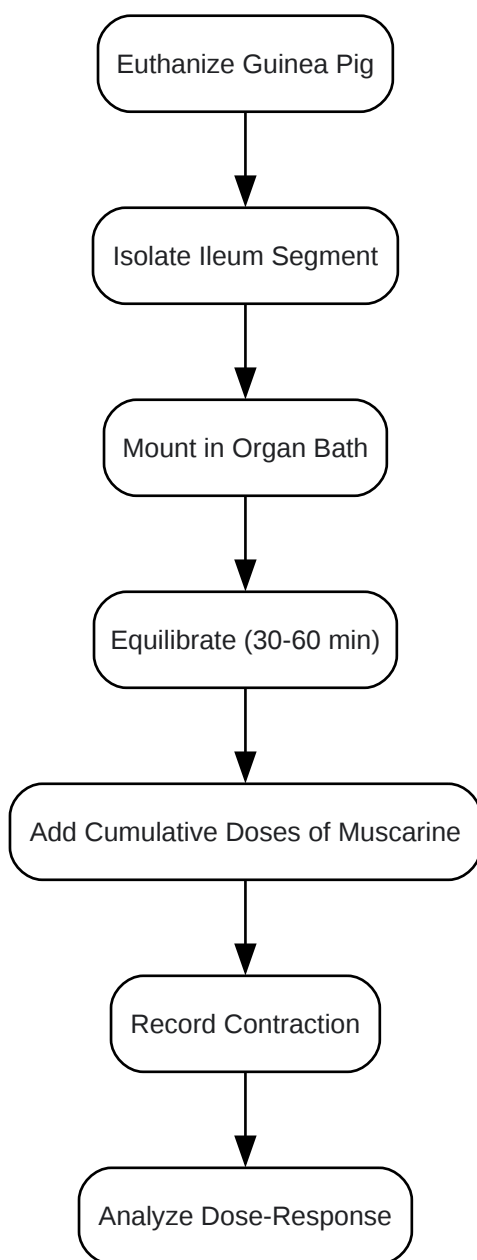 Euthanize Guinea Pig
Isolate Ileum Segment
Mount in Organ Bath
Equilibrate (30-60 min)
Add Cumulative Doses of Muscarine
Record Contraction
Analyze Dose-Response